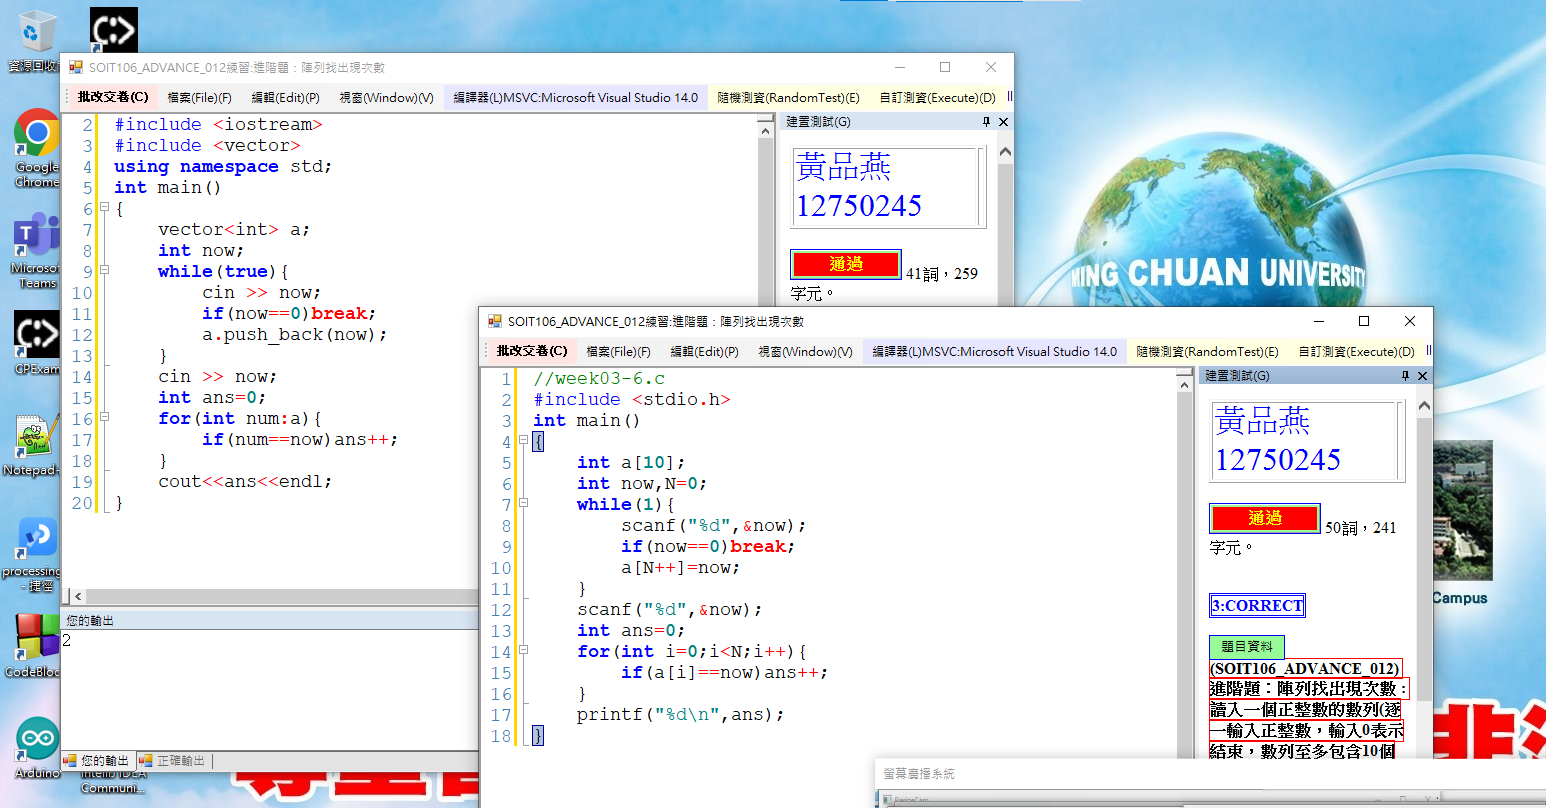 資源回收
Google
Chrome
Microsoft
Teams
CPExam
Notepad+
processing
- 捷徑
CodeBloc
Arduino
IntelliJ IDEA
Communi...
SOIT106_ADVANCE_012練習:進階題：陣列找出現次數
批改交卷(C) 檔案(File)(F) 編輯(Edit)(P) 視窗(Window)(V) 編譯器(L)MSVC:Microsoft Visual Studio 14.0 隨機測資(RandomTest)(E) 自訂測資(Execute)(D)
2 #include <iostream>
3 #include <vector>
4 using namespace std;
5 int main()
6 {
7 vector<int> a;
8 int now;
9 while(true){
10 cin >> now;
11 if(now==0)break;
12 a.push_back(now);
13 }
14 cin >> now;
15 int ans=0;
16 for(int num:a){
17 if(num==now)ans++;
18 }
19 cout<<ans<<endl;
20 }
建置測試(G)
黃品燕
12750245
通過 41詞，259
字元。
您的輸出
2
您的輸出 正確輸出
MING CHUAN UNIVERSITY
Campus
SOIT106_ADVANCE_012練習:進階題：陣列找出現次數
批改交卷(C) 檔案(File)(F) 編輯(Edit)(P) 視窗(Window)(V) 編譯器(L)MSVC:Microsoft Visual Studio 14.0 隨機測資(RandomTest)(E) 自訂測資(Execute)(D)
1 //week03-6.c
2 #include <stdio.h>
3 int main()
4 {
5 int a[10];
6 int now,N=0;
7 while(1){
8 scanf("%d",&now);
9 if(now==0)break;
10 a[N++]=now;
11 }
12 scanf("%d",&now);
13 int ans=0;
14 for(int i=0;i<N;i++){
15 if(a[i]==now)ans++;
16 }
17 printf("%d\n",ans);
18 }
建置測試(G)
黃品燕
12750245
通過 50詞，241
字元。
3:CORRECT
題目資料
(SOIT106_ADVANCE_012)
進階題：陣列找出現次數：
讀入一個正整數的數列(逐
一輸入正整數，輸入0表示
結束，數列至多包含10個
螢幕廣播系統